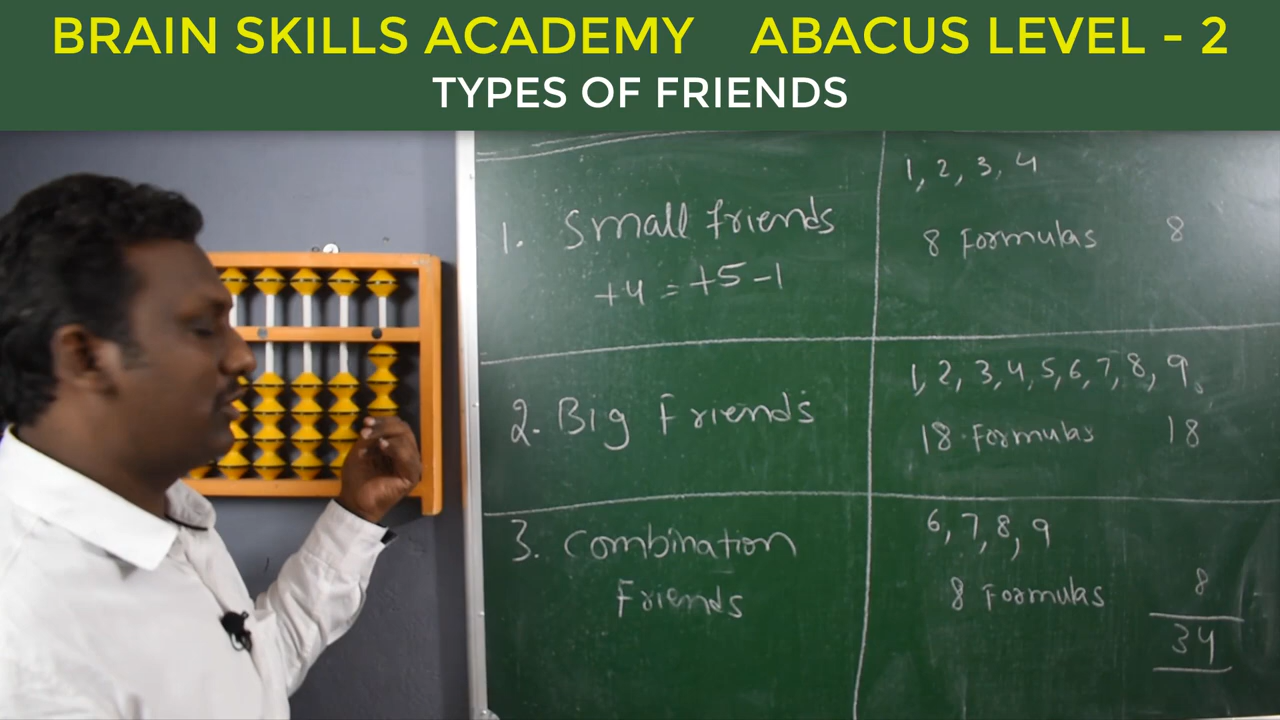 BRAIN SKILLS ACADEMY ABACUS LEVEL - 2
TYPES OF FRIENDS
1. Small friends
+4 = +5 -1
1, 2, 3, 4
8 Formulas 8
2. Big Friends
1, 2, 3, 4, 5, 6, 7, 8, 9,
18 Formulas 18
3. Combination
Friends
6, 7, 8, 9
8 Formulas 8
34